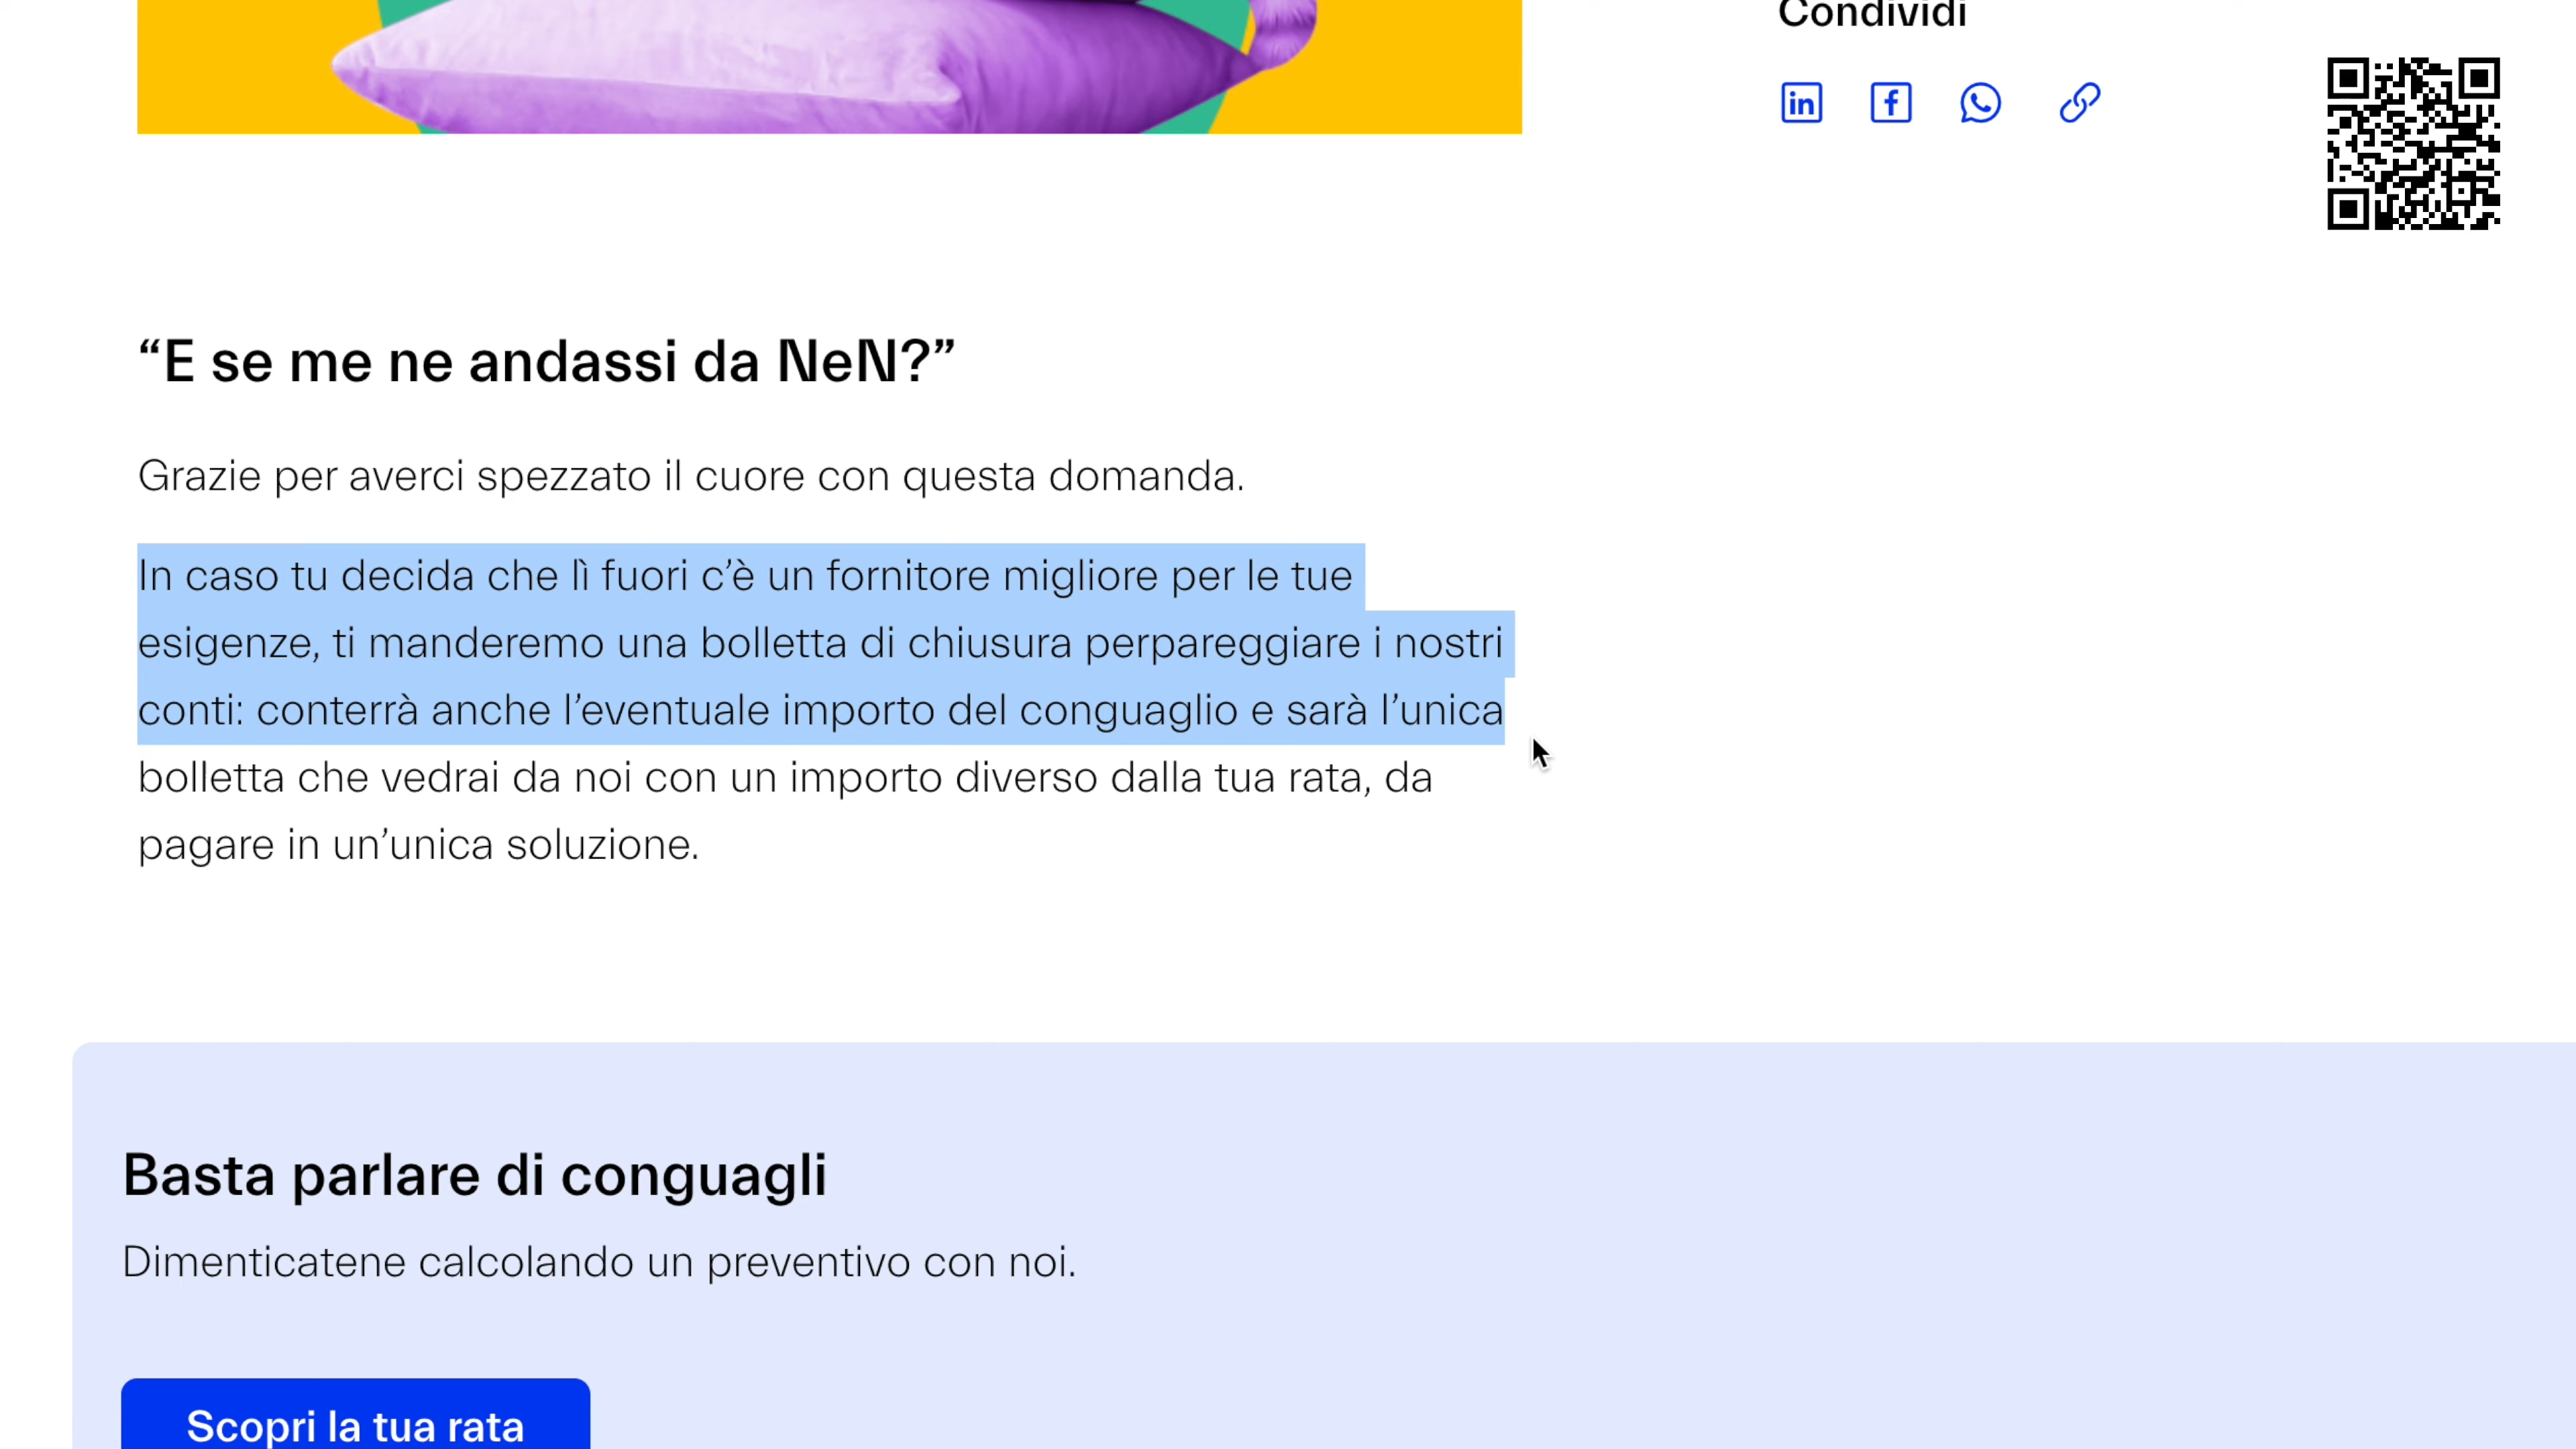 Condividi
“E se me ne andassi da NeN?”
Grazie per averci spezzato il cuore con questa domanda.
In caso tu decida che lì fuori c’è un fornitore migliore per le tue
esigenze, ti manderemo una bolletta di chiusura perpareggiare i nostri
conti: conterrà anche l’eventuale importo del conguaglio e sarà l’unica
bolletta che vedrai da noi con un importo diverso dalla tua rata, da
pagare in un’unica soluzione.
Basta parlare di conguagli
Dimenticatene calcolando un preventivo con noi.
Scopri la tua rata